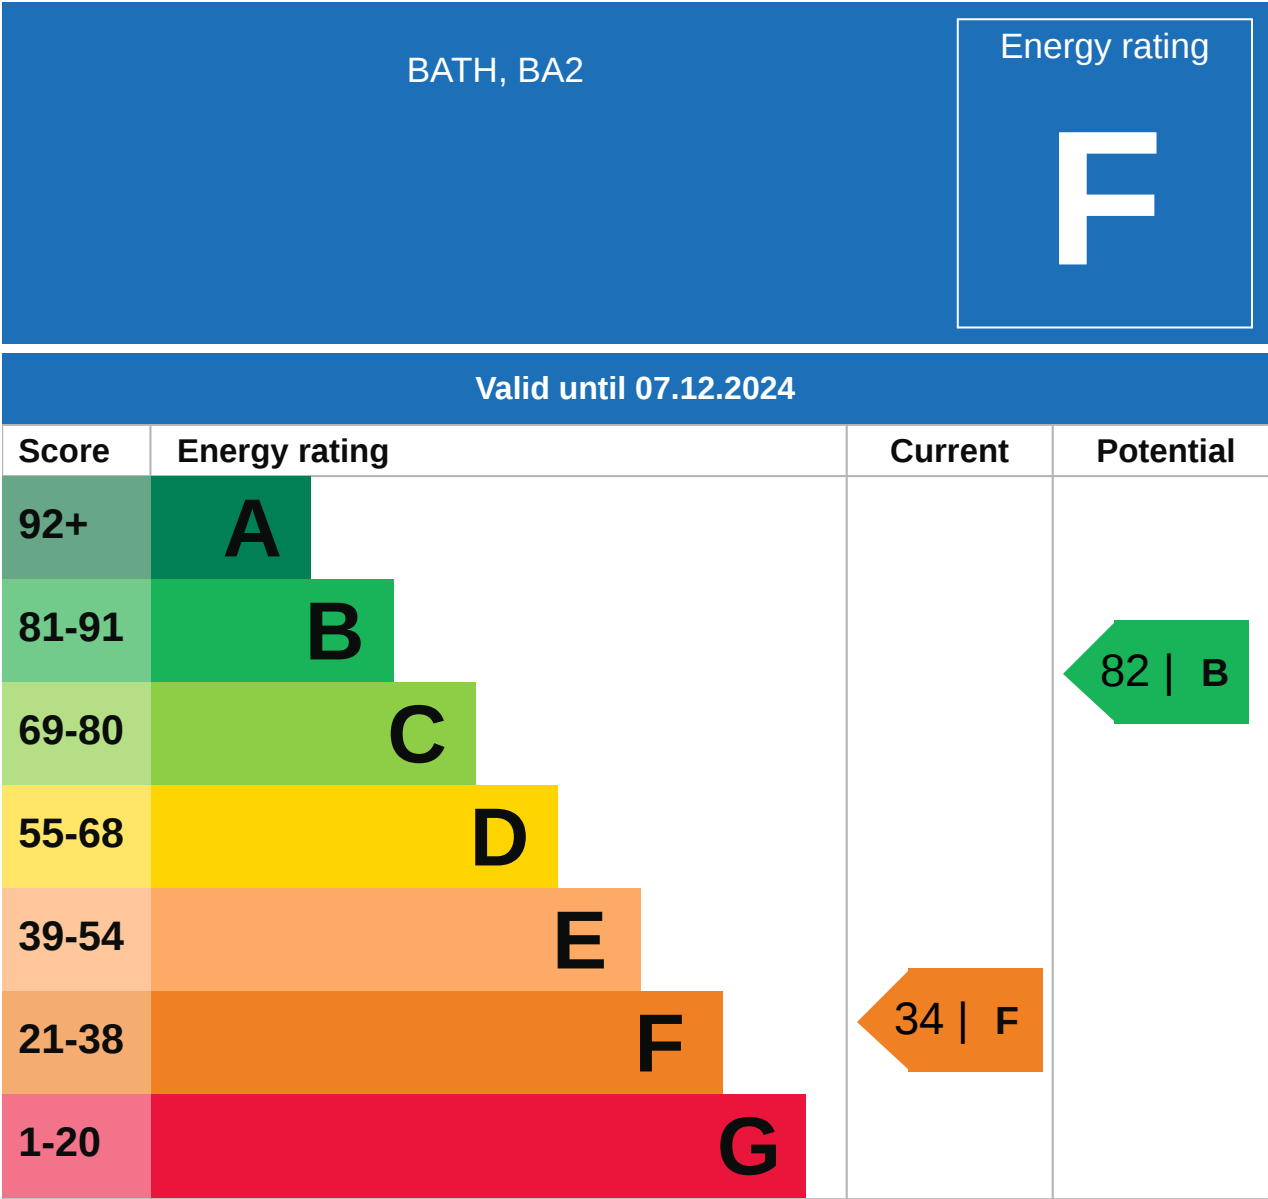 BATH, BA2
Energy rating
F
Valid until 07.12.2024
Score Energy rating Current Potential
92+ A
81-91 B
82 | B
69-80 C
55-68 D
39-54 E
21-38 F
34 | F
1-20 G